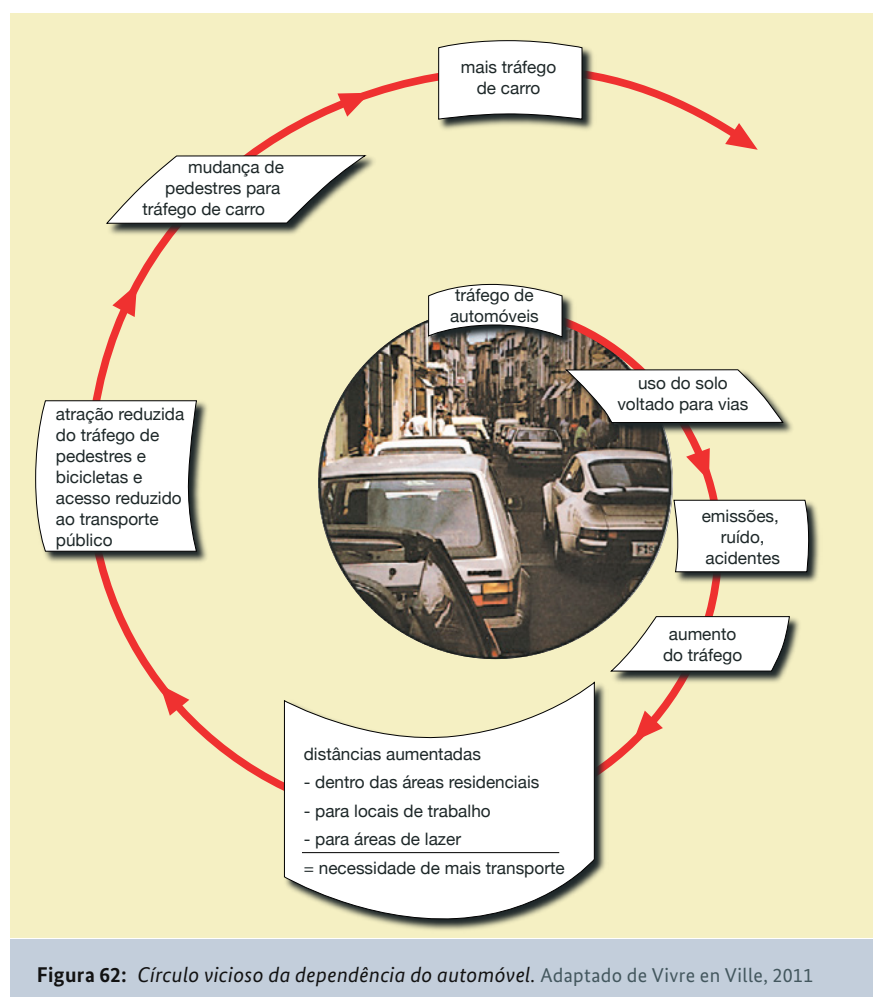 mais tráfego
de carro
mudança de
pedestres para
tráfego de carro
tráfego de
automóveis
uso do solo
voltado para vias
emissões,
ruído,
acidentes
aumento
do tráfego
distâncias aumentadas
- dentro das áreas residenciais
- para locais de trabalho
- para áreas de lazer
= necessidade de mais transporte
atração reduzida
do tráfego de
pedestres e
bicicletas e
acesso reduzido
ao transporte
público
Figura 62: Círculo vicioso da dependência do automóvel. Adaptado de Vivre en Ville, 2011